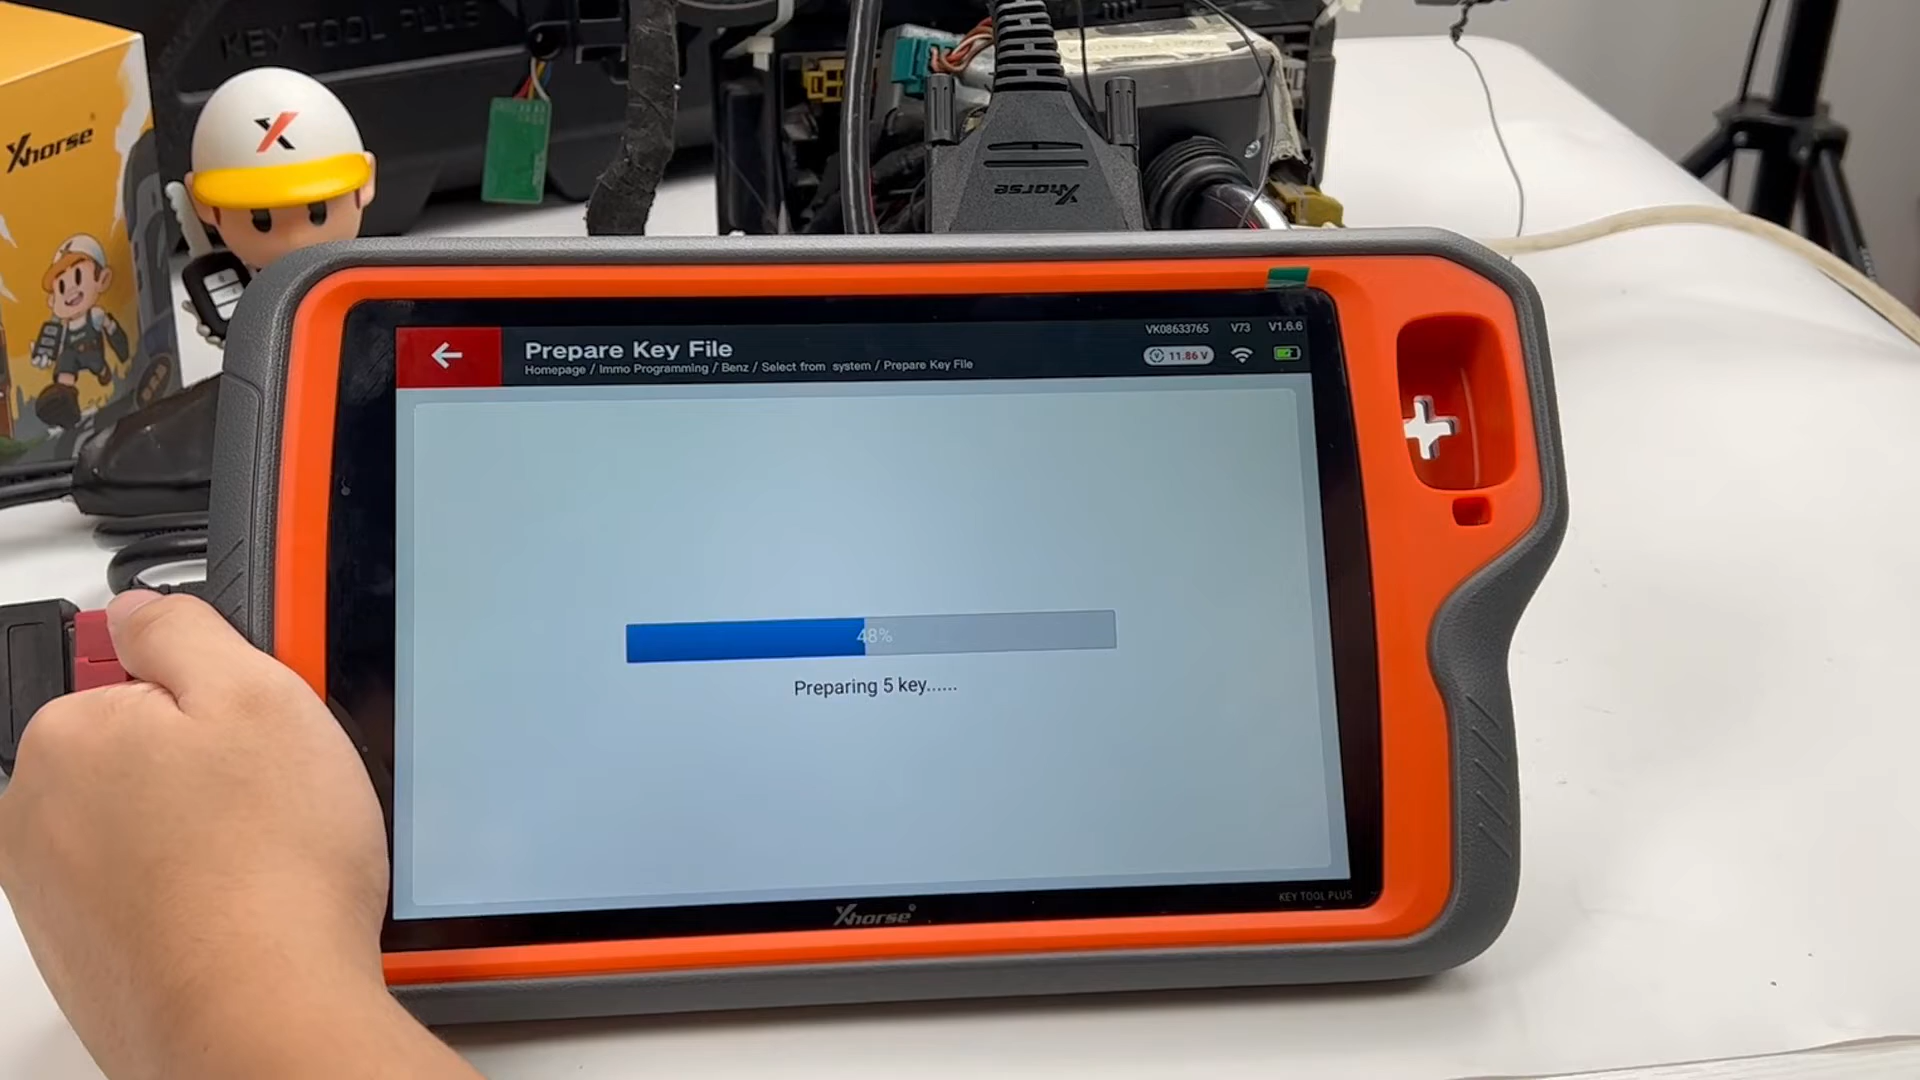 KEY TOOL PLUS
Xhorse
Xhorse
Prepare Key File
Homepage / Immo Programming / Benz / Select from system / Prepare Key File
VK08633765 V73 V1.6.6
11.86 V
48%
Preparing 5 key......
KEY TOOL PLUS
Xhorse